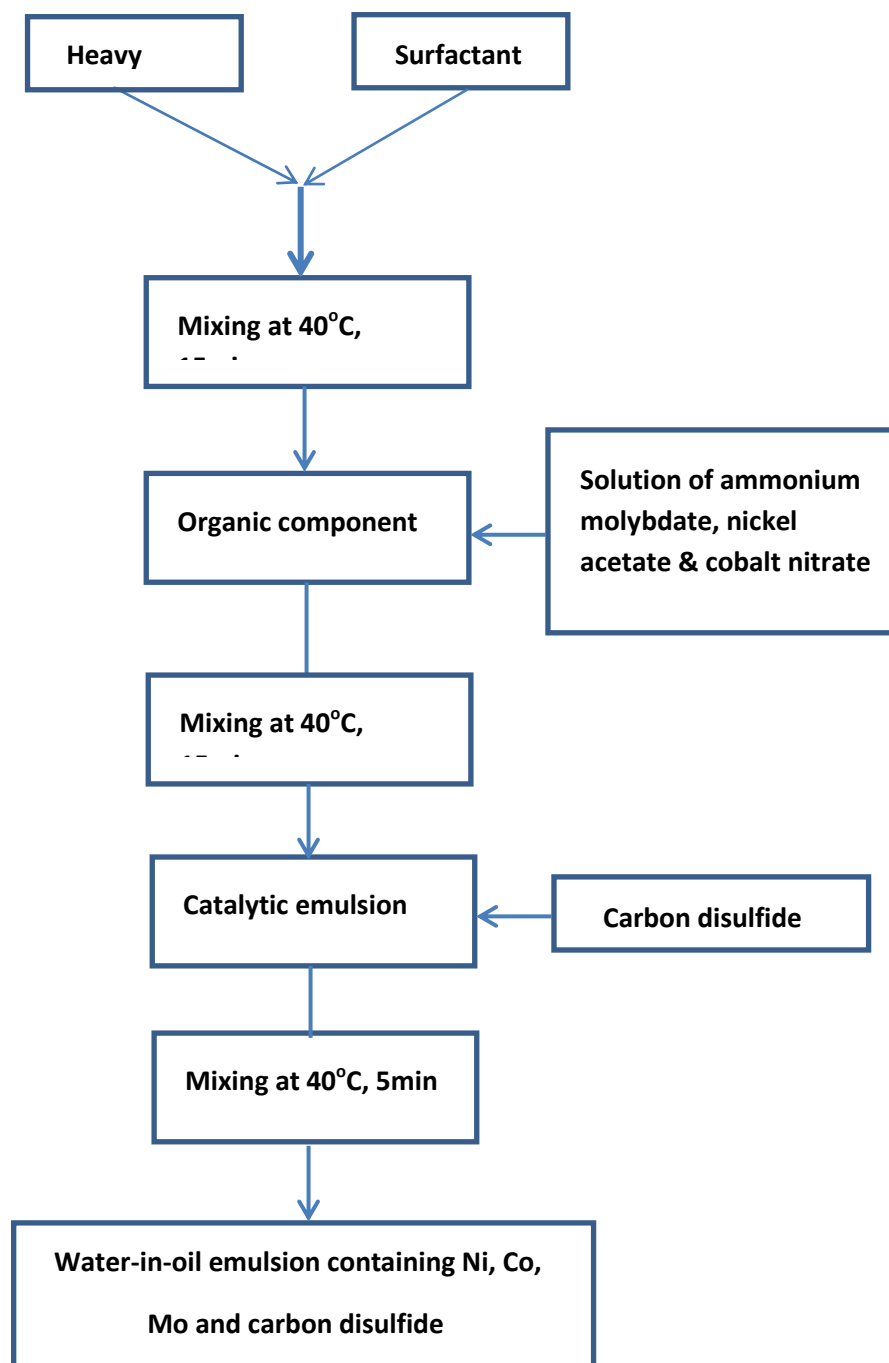 Heavy
Surfactant
Mixing at 40°C,
Organic component
Solution of ammonium
molybdate, nickel
acetate & cobalt nitrate
Mixing at 40°C,
Catalytic emulsion
Carbon disulfide
Mixing at 40°C, 5min
Water-in-oil emulsion containing Ni, Co,
Mo and carbon disulfide